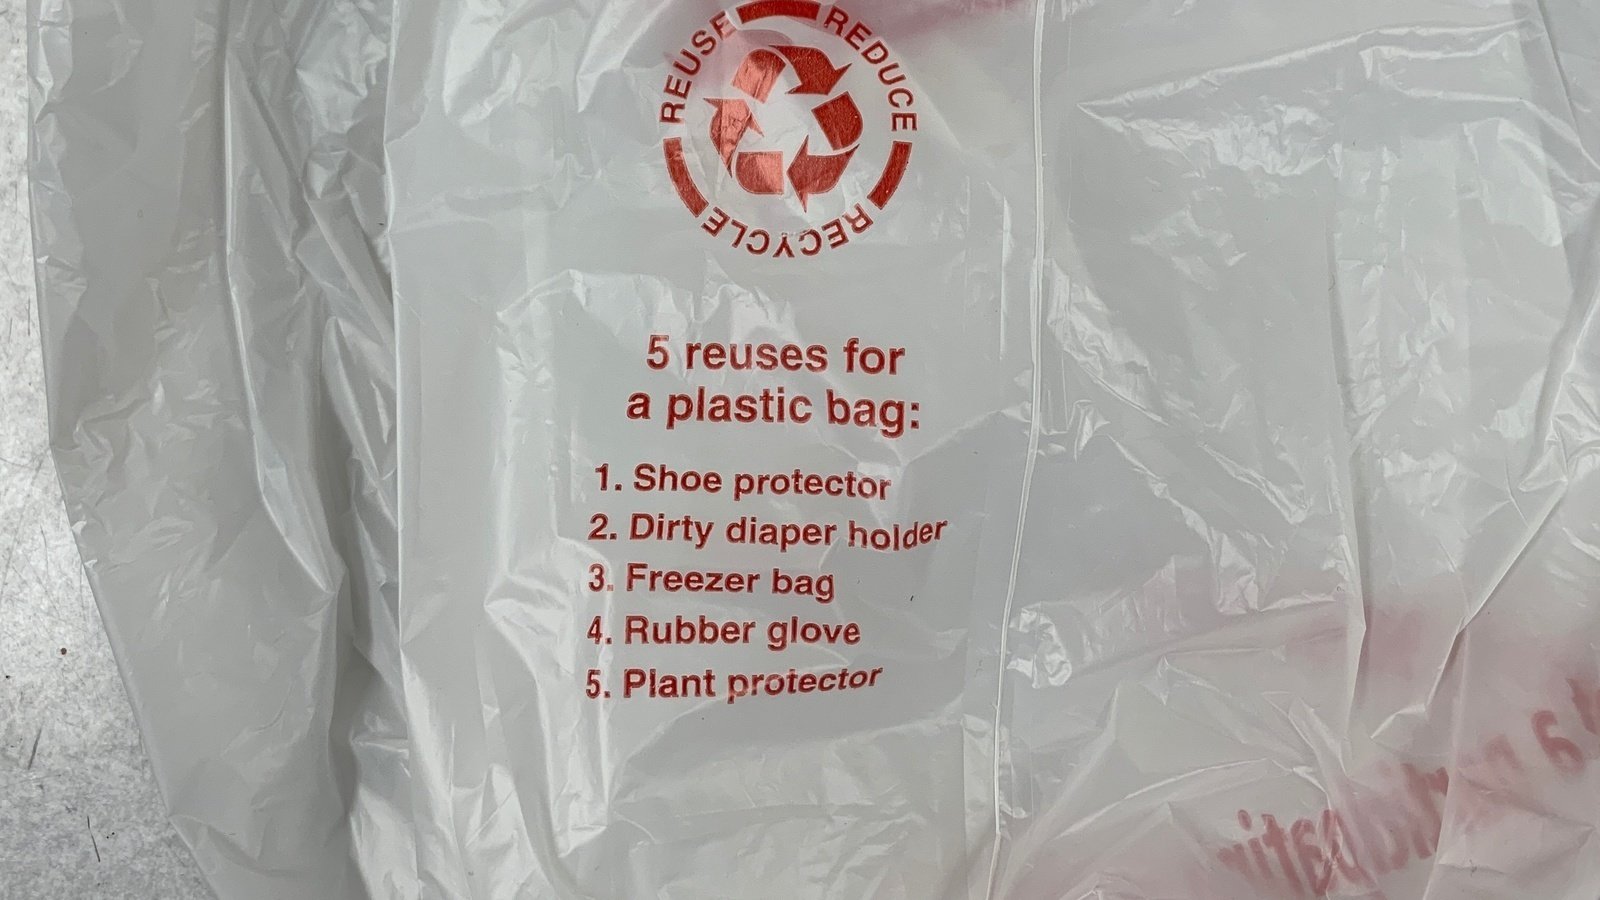 REUSE REDUCE RECYCLE
5 reuses for
a plastic bag:
1. Shoe protector
2. Dirty diaper holder
3. Freezer bag
4. Rubber glove
5. Plant protector